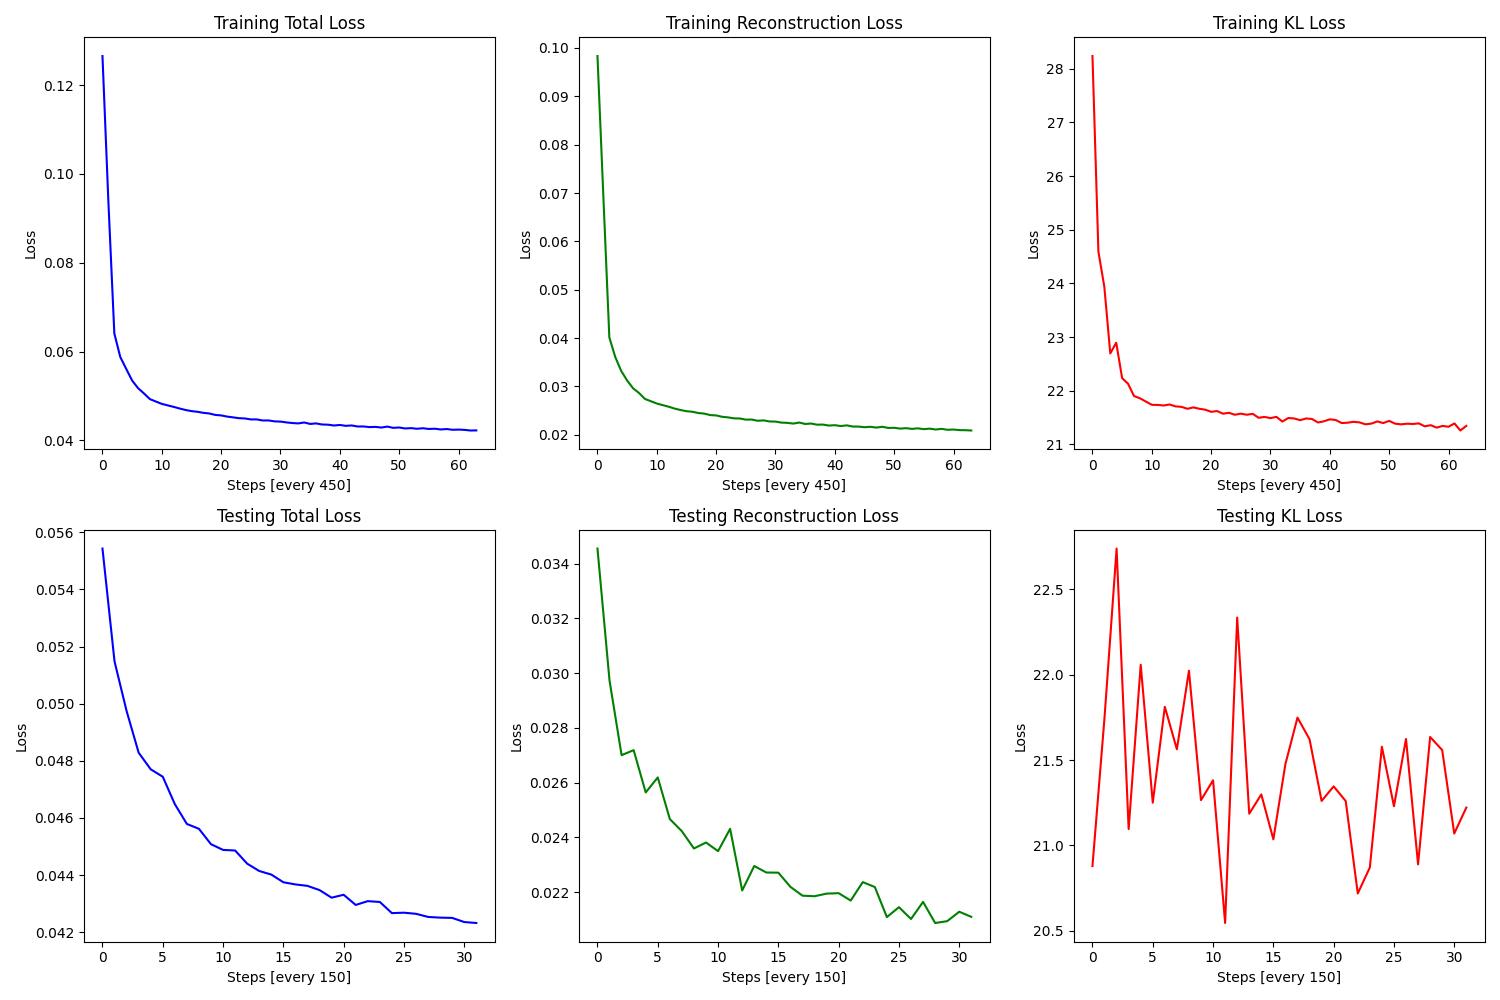 Training Total Loss
Loss
0.12
0.10
0.08
0.06
0.04
0 10 20 30 40 50 60
Steps [every 450]
Training Reconstruction Loss
Loss
0.10
0.09
0.08
0.07
0.06
0.05
0.04
0.03
0.02
0 10 20 30 40 50 60
Steps [every 450]
Training KL Loss
Loss
28
27
26
25
24
23
22
21
0 10 20 30 40 50 60
Steps [every 450]
Testing Total Loss
Loss
0.056
0.054
0.052
0.050
0.048
0.046
0.044
0.042
0 5 10 15 20 25 30
Steps [every 150]
Testing Reconstruction Loss
Loss
0.034
0.032
0.030
0.028
0.026
0.024
0.022
0 5 10 15 20 25 30
Steps [every 150]
Testing KL Loss
Loss
22.5
22.0
21.5
21.0
20.5
0 5 10 15 20 25 30
Steps [every 150]